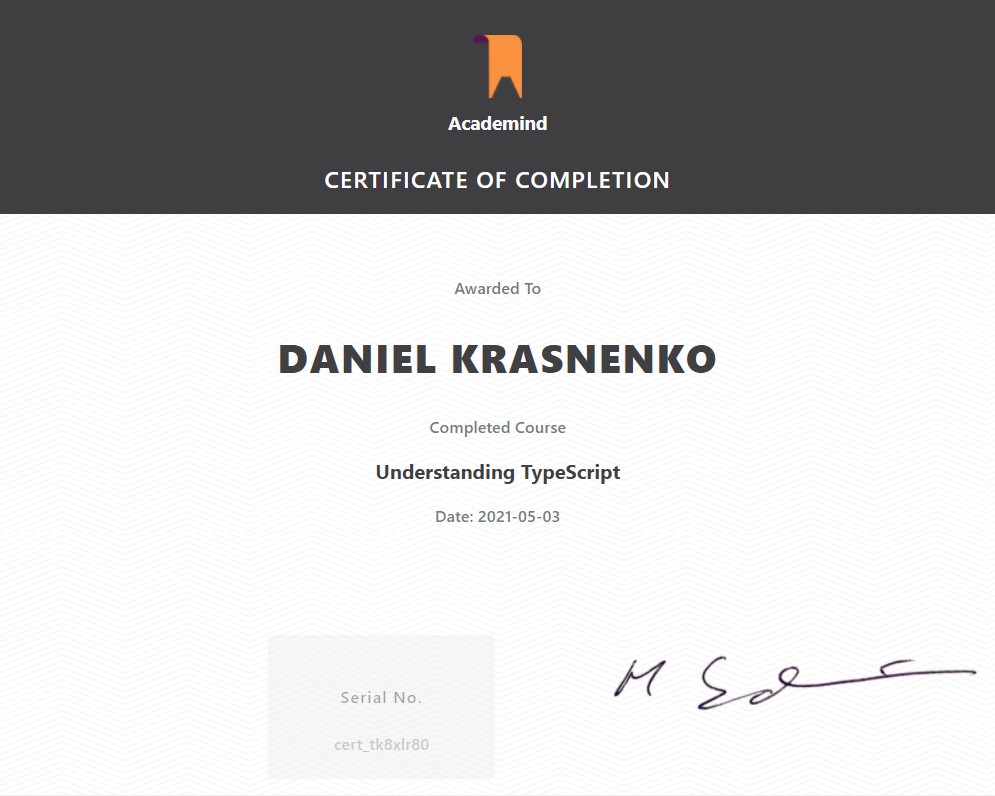 Academind
CERTIFICATE OF COMPLETION
Awarded To
DANIEL KRASNENKO
Completed Course
Understanding TypeScript
Date: 2021-05-03
Serial No.
cert_tk8xlr80